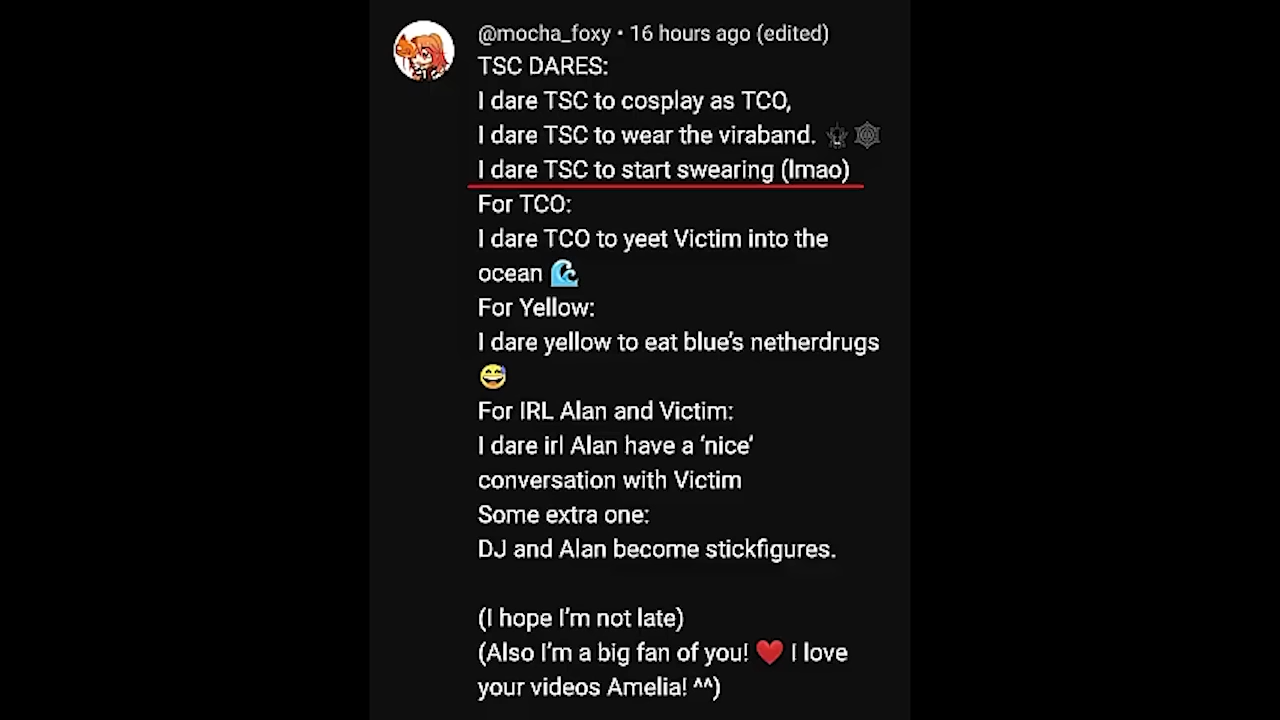 @mocha_foxy • 16 hours ago (edited)
TSC DARES:
I dare TSC to cosplay as TCO,
I dare TSC to wear the viraband. 🕷️🕸️
I dare TSC to start swearing (lmao)
For TCO:
I dare TCO to yeet Victim into the
ocean 🌊
For Yellow:
I dare yellow to eat blue’s netherdrugs
😅
For IRL Alan and Victim:
I dare irl Alan have a ‘nice’
conversation with Victim
Some extra one:
DJ and Alan become stickfigures.
(I hope I’m not late)
(Also I’m a big fan of you! ❤️ I love
your videos Amelia! ^^)